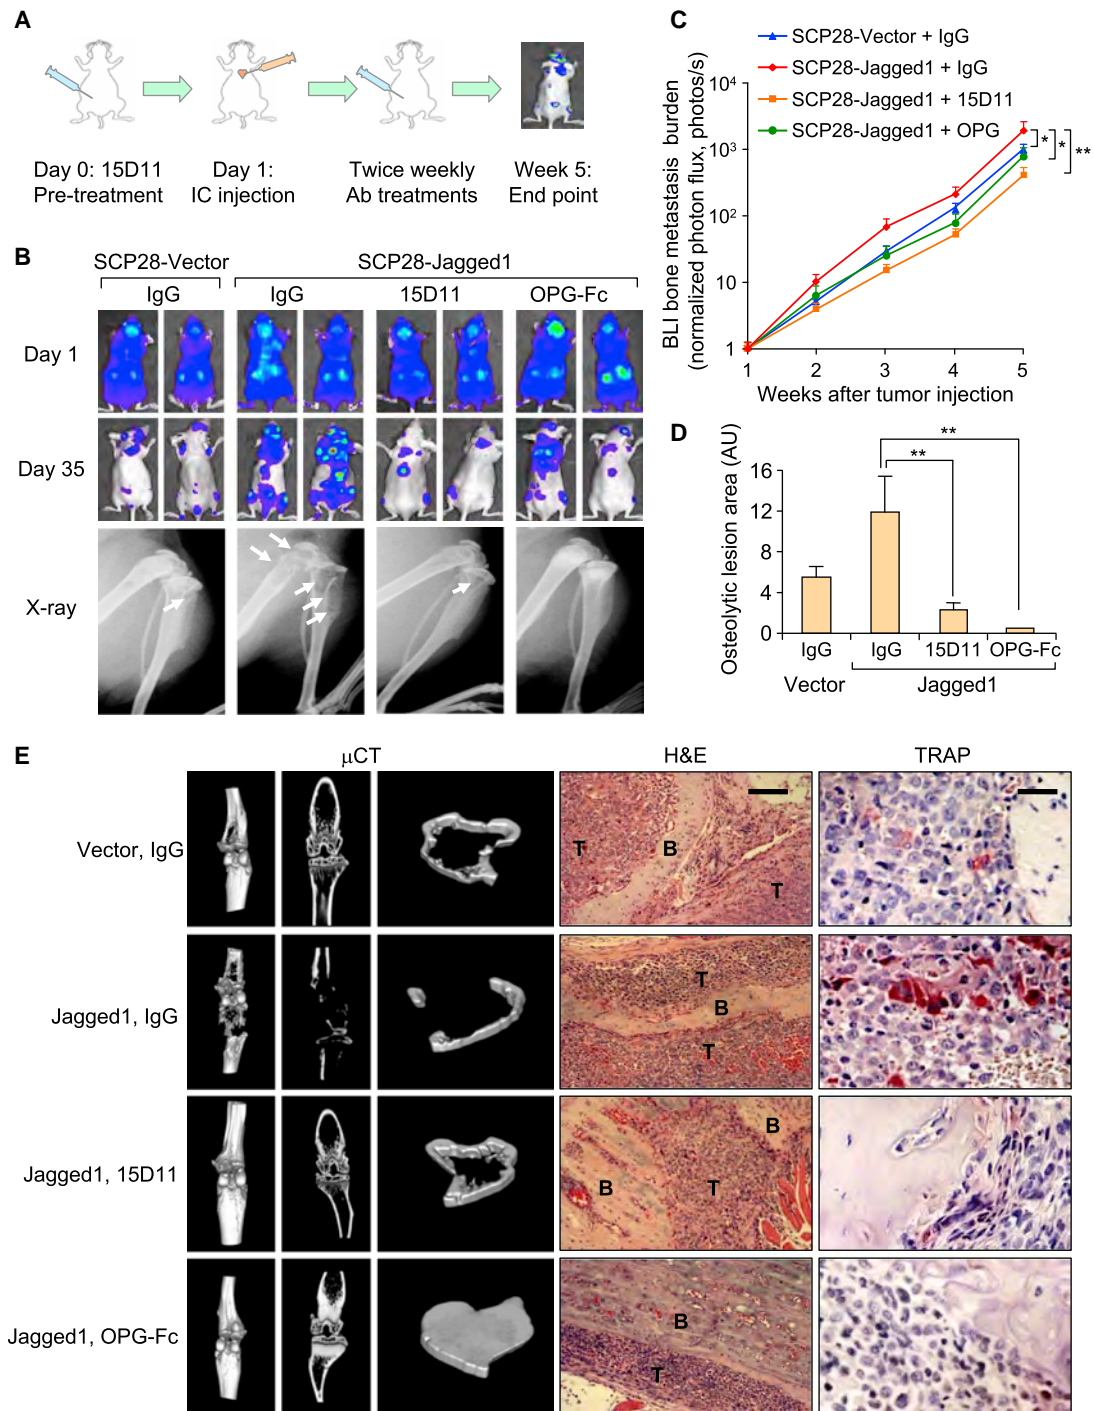 A
Day 0: 15D11
Pre-treatment
Day 1:
IC injection
Twice weekly
Ab treatments
Week 5:
End point
B
SCP28-Vector
SCP28-Jagged1
IgG
IgG
15D11
OPG-Fc
Day 1
Day 35
X-ray
C
SCP28-Vector + IgG
SCP28-Jagged1 + IgG
SCP28-Jagged1 + 15D11
SCP28-Jagged1 + OPG
BLI bone metastasis burden
(normalized photon flux, photos/s)
10⁴
10³
10²
10
1
* * **
1 2 3 4 5
Weeks after tumor injection
D
Osteolytic lesion area (AU)
16
12
8
4
0
**
**
IgG IgG 15D11 OPG-Fc
Vector Jagged1
E
μCT H&E TRAP
Vector, IgG
T B T
Jagged1, IgG
T B T
Jagged1, 15D11
B T B
Jagged1, OPG-Fc
B T